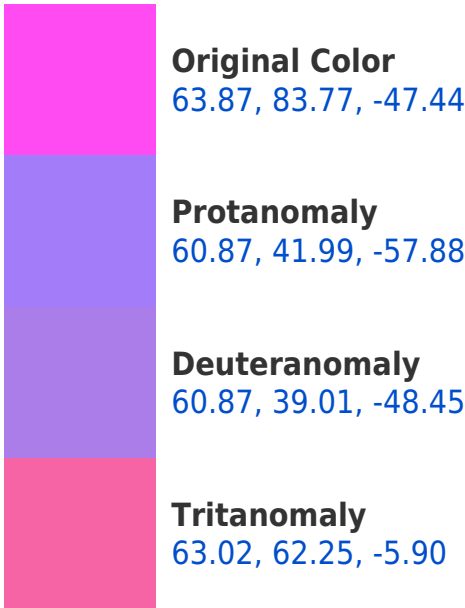 Original Color
63.87, 83.77, -47.44
Protanomaly
60.87, 41.99, -57.88
Deuteranomaly
60.87, 39.01, -48.45
Tritanomaly
63.02, 62.25, -5.90